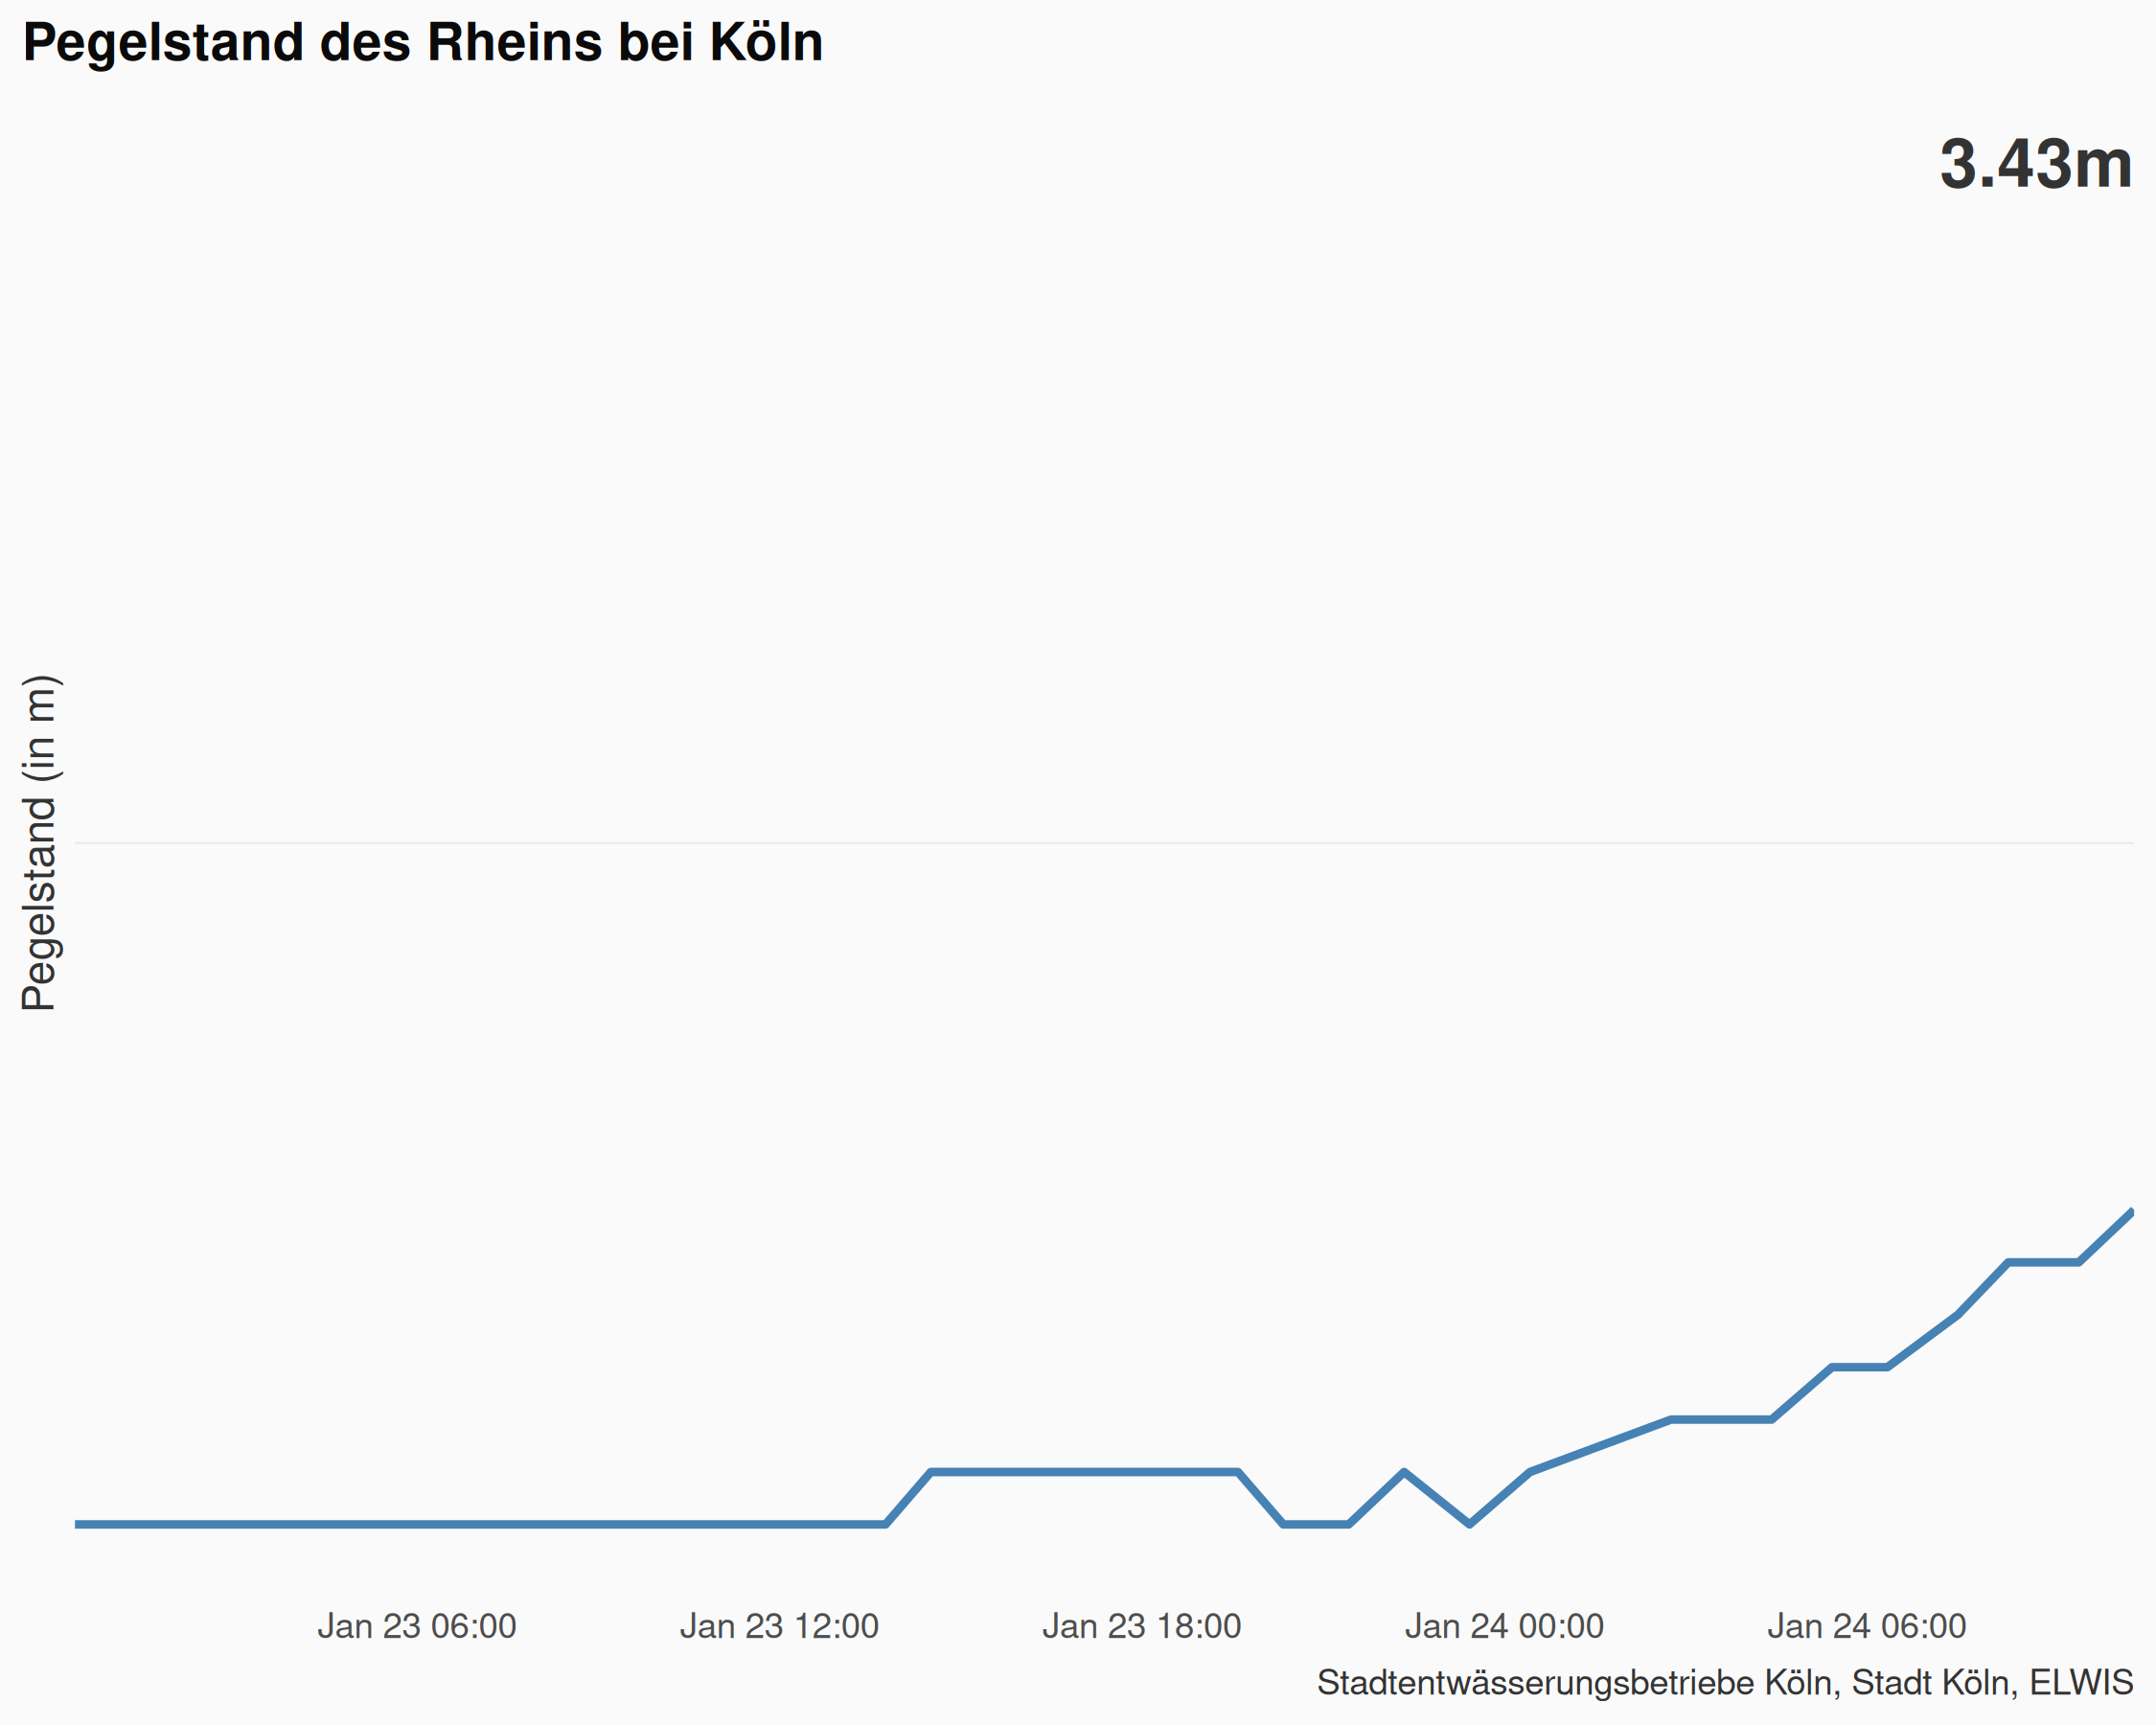 Pegelstand des Rheins bei Köln
3.43m
Pegelstand (in m)
Jan 23 06:00 Jan 23 12:00 Jan 23 18:00 Jan 24 00:00 Jan 24 06:00
Stadtentwässerungsbetriebe Köln, Stadt Köln, ELWIS